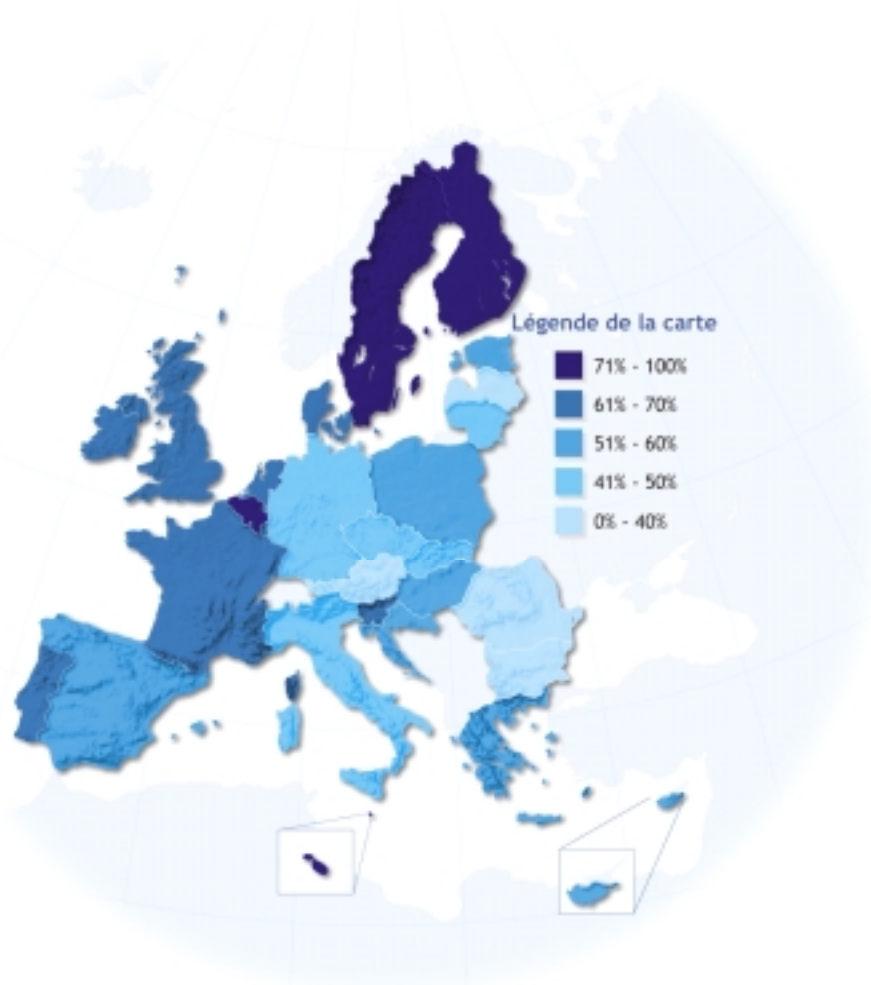 Légende de la carte
71% - 100%
61% - 70%
51% - 60%
41% - 50%
0% - 40%